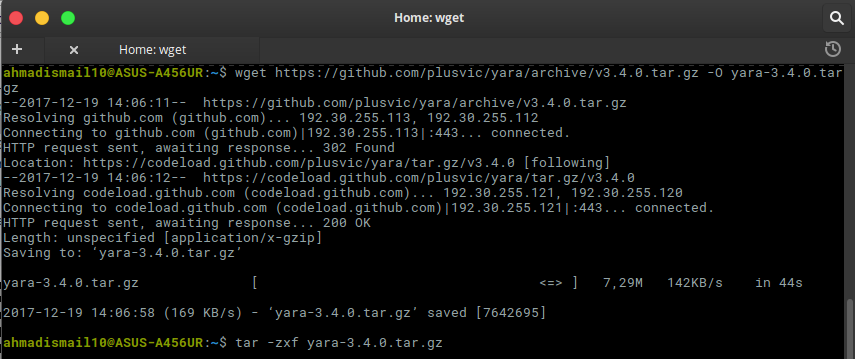 Home: wget
Home: wget
ahmadismail10@ASUS-A456UR:~$ wget https://github.com/plusvic/yara/archive/v3.4.0.tar.gz -O yara-3.4.0.tar
gz
--2017-12-19 14:06:11--  https://github.com/plusvic/yara/archive/v3.4.0.tar.gz
Resolving github.com (github.com)... 192.30.255.113, 192.30.255.112
Connecting to github.com (github.com)|192.30.255.113|:443... connected.
HTTP request sent, awaiting response... 302 Found
Location: https://codeload.github.com/plusvic/yara/tar.gz/v3.4.0 [following]
--2017-12-19 14:06:12--  https://codeload.github.com/plusvic/yara/tar.gz/v3.4.0
Resolving codeload.github.com (codeload.github.com)... 192.30.255.121, 192.30.255.120
Connecting to codeload.github.com (codeload.github.com)|192.30.255.121|:443... connected.
HTTP request sent, awaiting response... 200 OK
Length: unspecified [application/x-gzip]
Saving to: ‘yara-3.4.0.tar.gz’
yara-3.4.0.tar.gz              [                                   <=> ]   7,29M   142KB/s    in 44s
2017-12-19 14:06:58 (169 KB/s) - ‘yara-3.4.0.tar.gz’ saved [7642695]
ahmadismail10@ASUS-A456UR:~$ tar -zxf yara-3.4.0.tar.gz